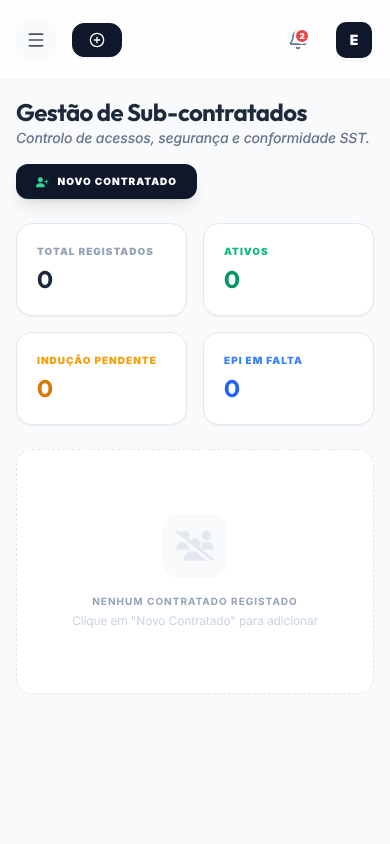 2
E
Gestão de Sub-contratados
Controlo de acessos, segurança e conformidade SST.
NOVO CONTRATADO
TOTAL REGISTADOS
0
ATIVOS
0
INDUÇÃO PENDENTE
0
EPI EM FALTA
0
NENHUM CONTRATADO REGISTADO
Clique em "Novo Contratado" para adicionar